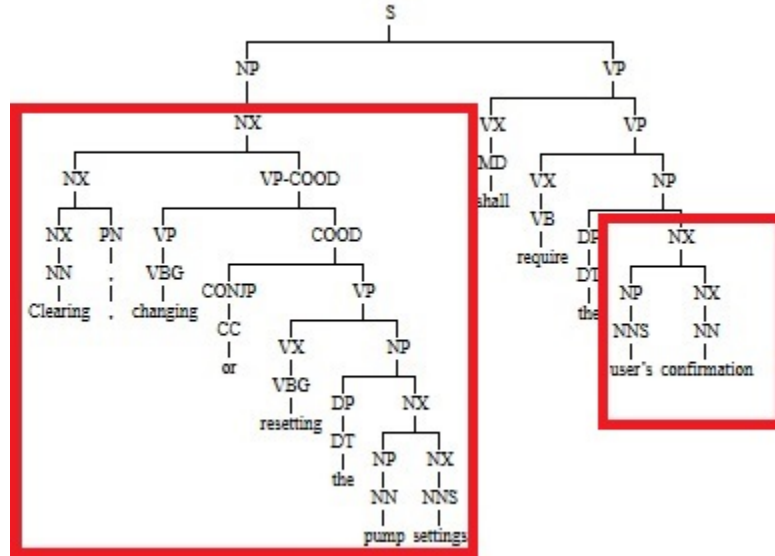 S
NP VP
NX VX VP
NX VP-COOD MD VX NP
NX PN VP COOD shall VB DP NX
NN , VBG CONJP VP require DT NP NX
Clearing , changing CC VX NP the NNS NN
or VBG DP NX user's confirmation
resetting DT NP NX
the NN NNS
pump settings